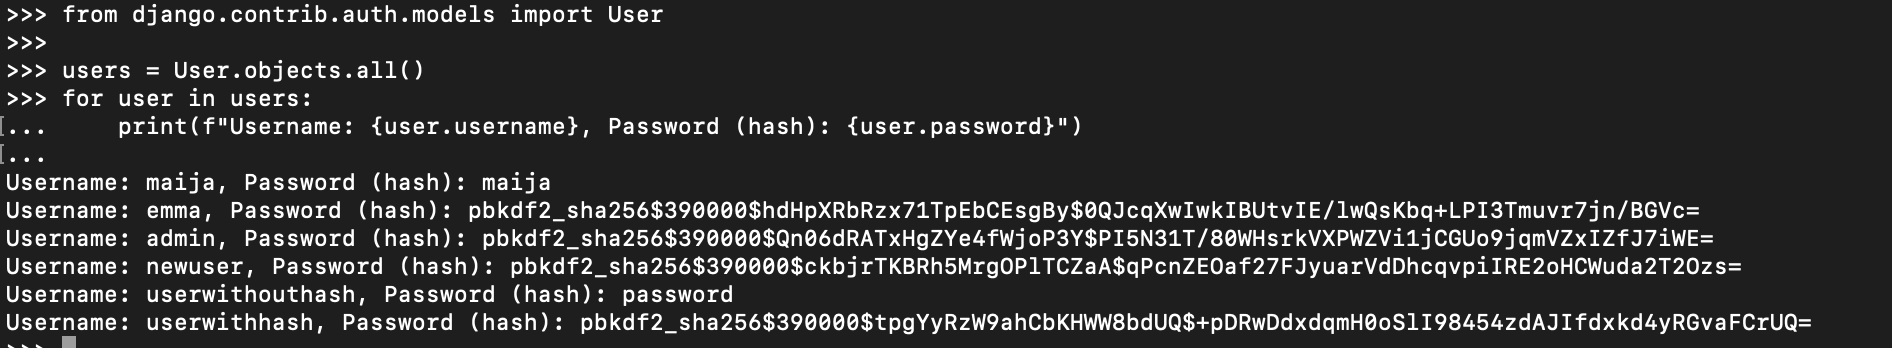 >>> from django.contrib.auth.models import User
>>>
>>> users = User.objects.all()
>>> for user in users:
[...     print(f"Username: {user.username}, Password (hash): {user.password}")
[...
Username: maija, Password (hash): maija
Username: emma, Password (hash): pbkdf2_sha256$390000$hdHpXRbRzx71TpEbCEsgBy$0QJcqXwIwkIBUtvIE/lwQsKbq+LPI3Tmuvr7jn/BGVc=
Username: admin, Password (hash): pbkdf2_sha256$390000$Qn06dRATxHgZYe4fWjoP3Y$PI5N31T/80WHsrkVXPWZVi1jCGUo9jqmVZxIZfJ7iWE=
Username: newuser, Password (hash): pbkdf2_sha256$390000$ckbjrTKBRh5MrgOPlTCZaA$qPcnZEOaf27FJyuarVdDhcqvpiIRE2oHCWuda2T2Ozs=
Username: userwithouthash, Password (hash): password
Username: userwithhash, Password (hash): pbkdf2_sha256$390000$tpgYyRzW9ahCbKHWW8bdUQ$+pDRwDdxdqmH0oSlI98454zdAJIfdxkd4yRGvaFCrUQ=
>>>